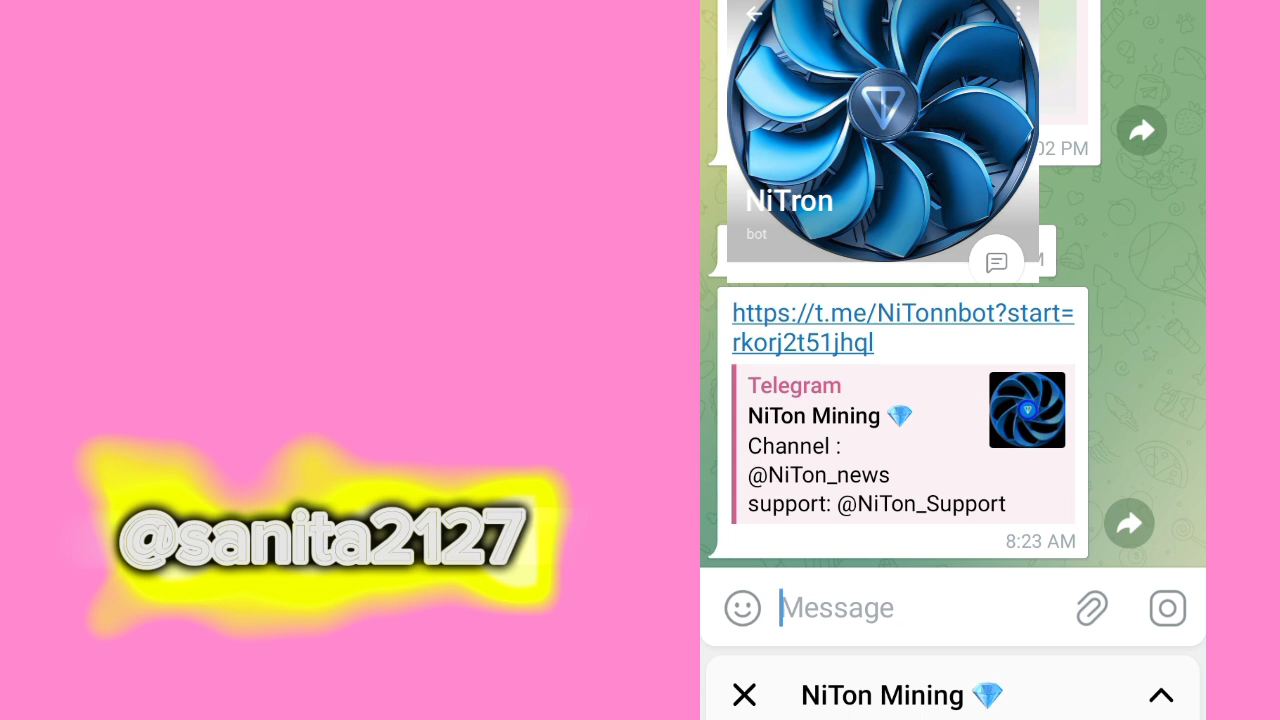 02 PM
NiTron
bot
https://t.me/NiTonnbot?start=
rkorj2t51jhql
Telegram
NiTon Mining 💎
Channel :
@NiTon_news
support: @NiTon_Support
8:23 AM
@sanita2127
Message
NiTon Mining 💎